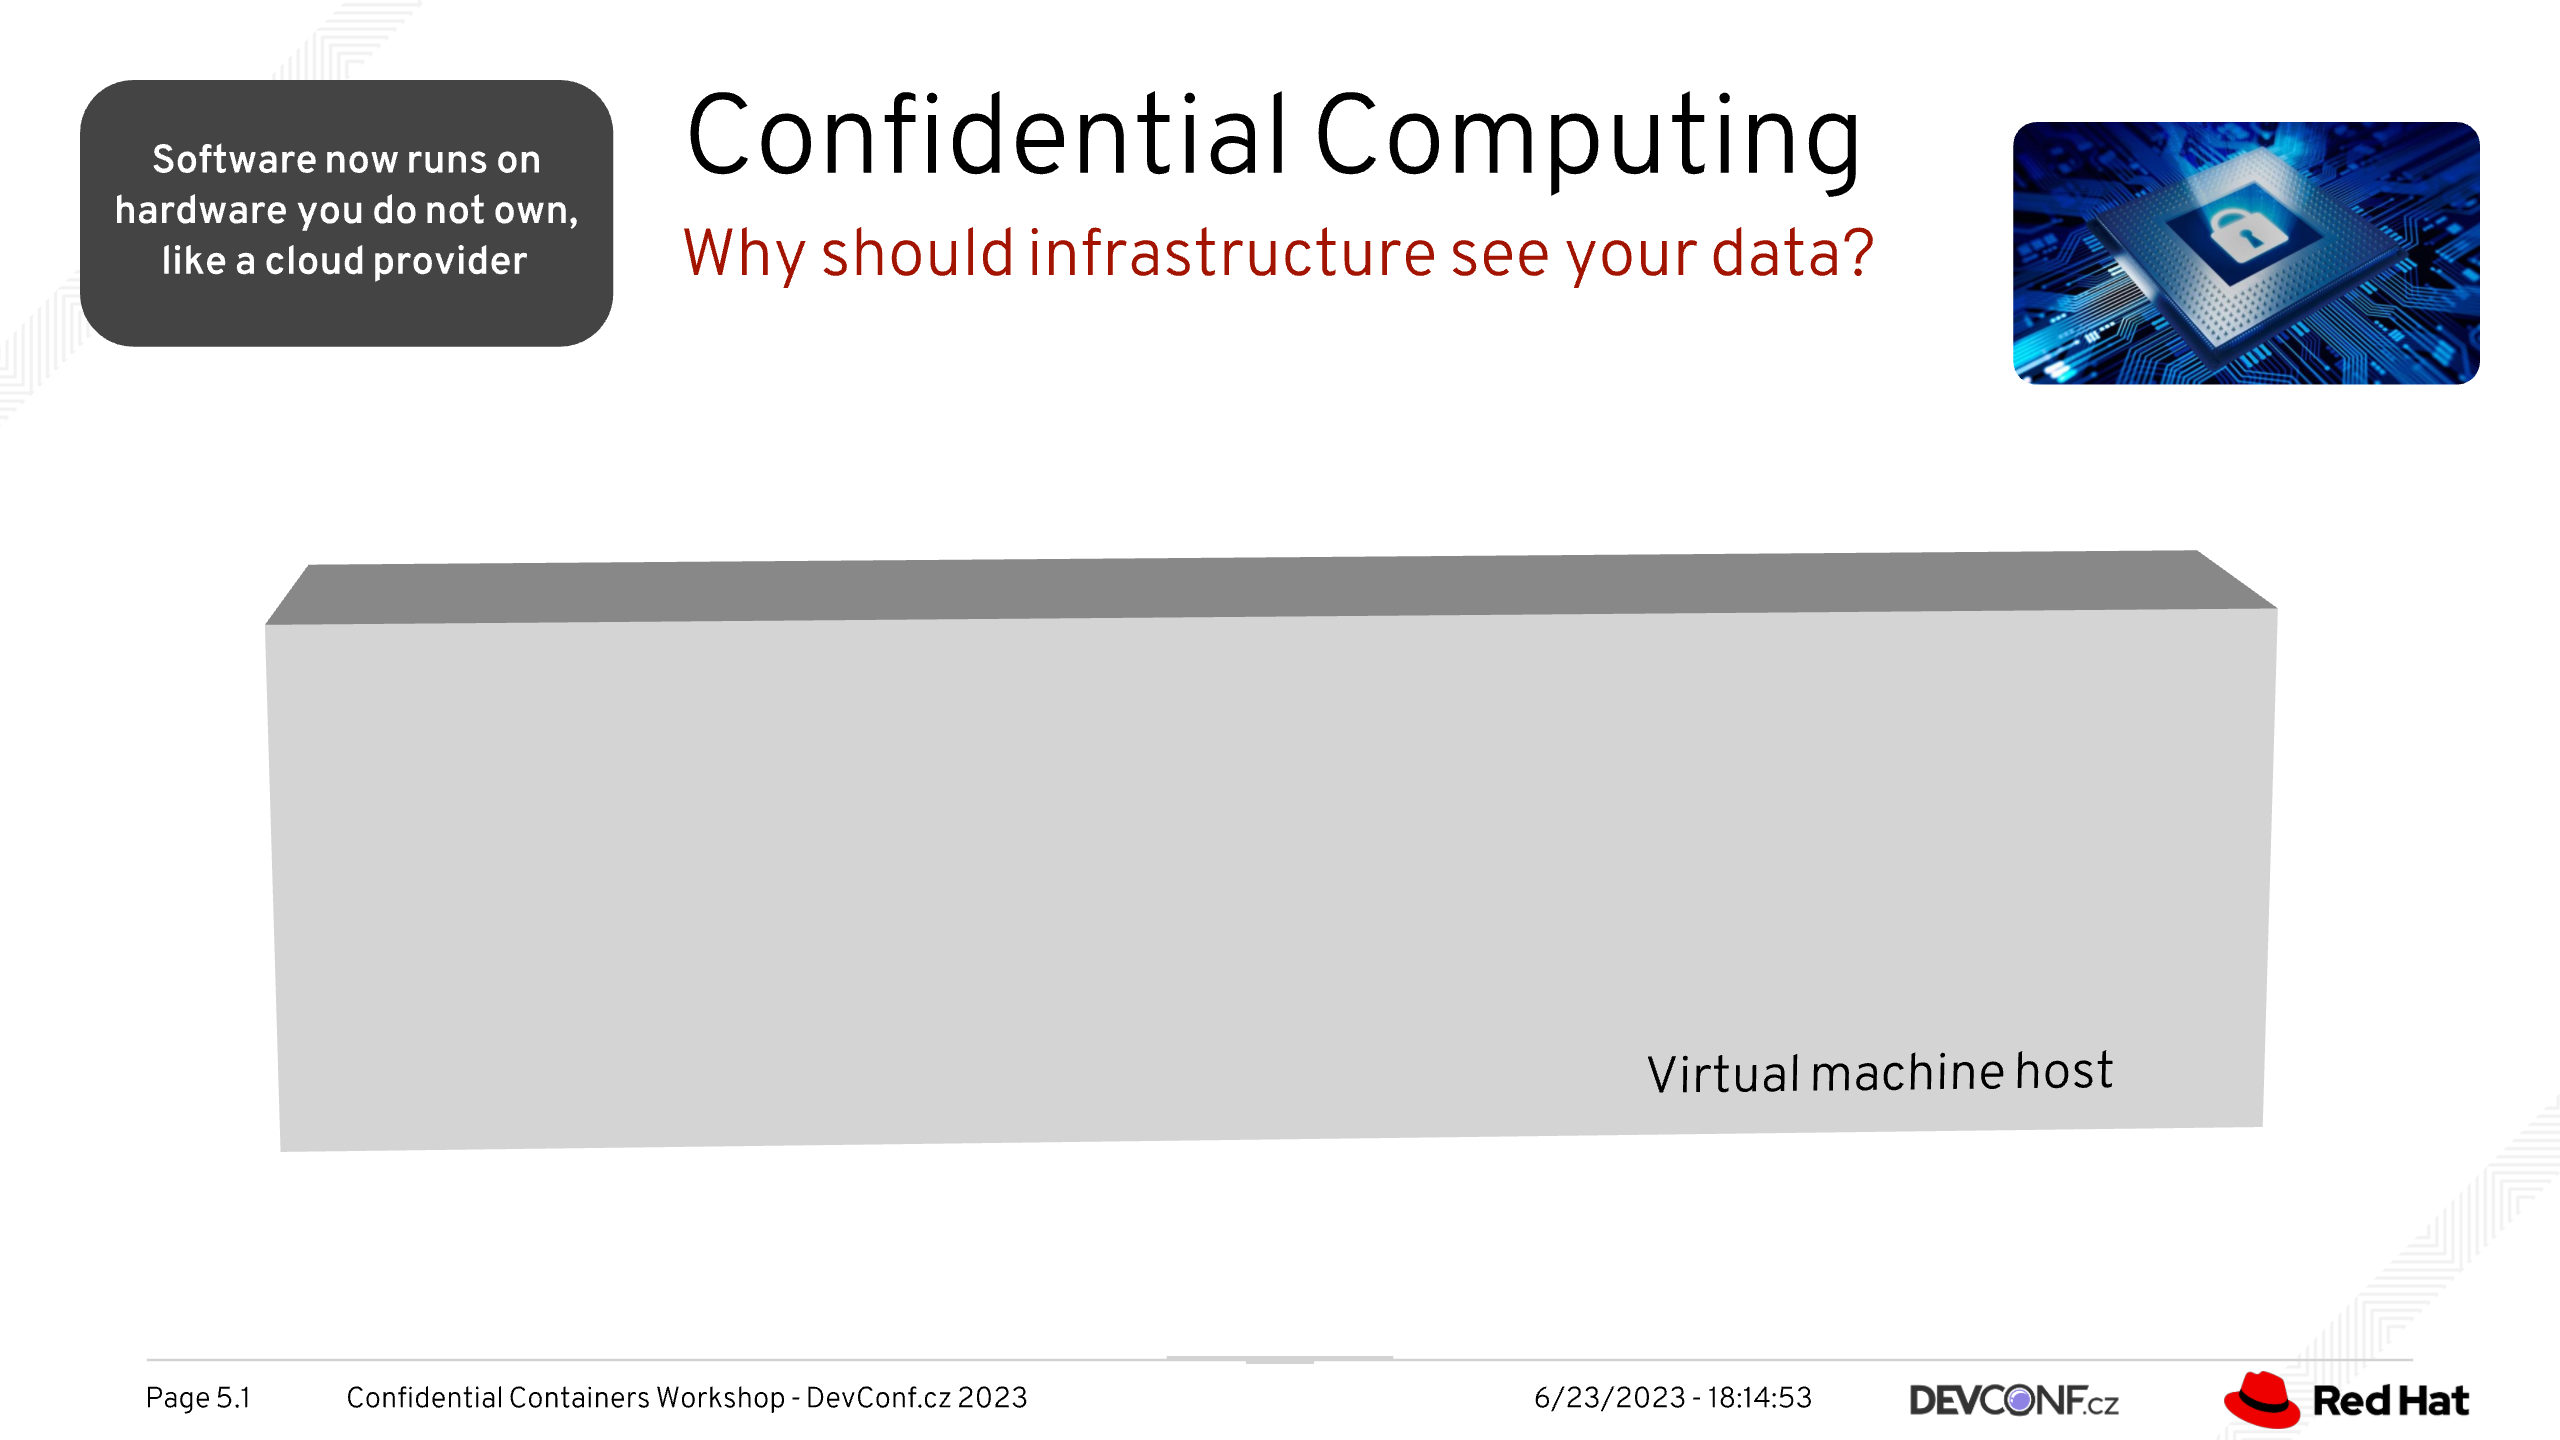 Software now runs on
hardware you do not own,
like a cloud provider
Confidential Computing
Why should infrastructure see your data?
Virtual machine host
Page 5.1
Confidential Containers Workshop - DevConf.cz 2023
6/23/2023 - 18:14:53
DEVCONF.cz
Red Hat